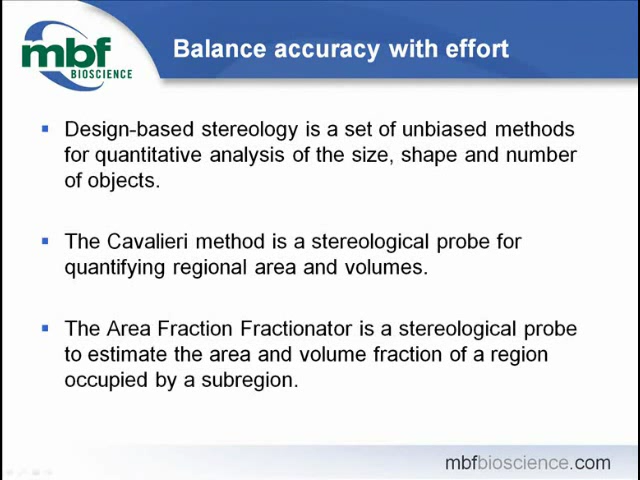 mbf
BIOSCIENCE
Balance accuracy with effort
Design-based stereology is a set of unbiased methods
for quantitative analysis of the size, shape and number
of objects.
The Cavalieri method is a stereological probe for
quantifying regional area and volumes.
The Area Fraction Fractionator is a stereological probe
to estimate the area and volume fraction of a region
occupied by a subregion.
mbfbioscience.com